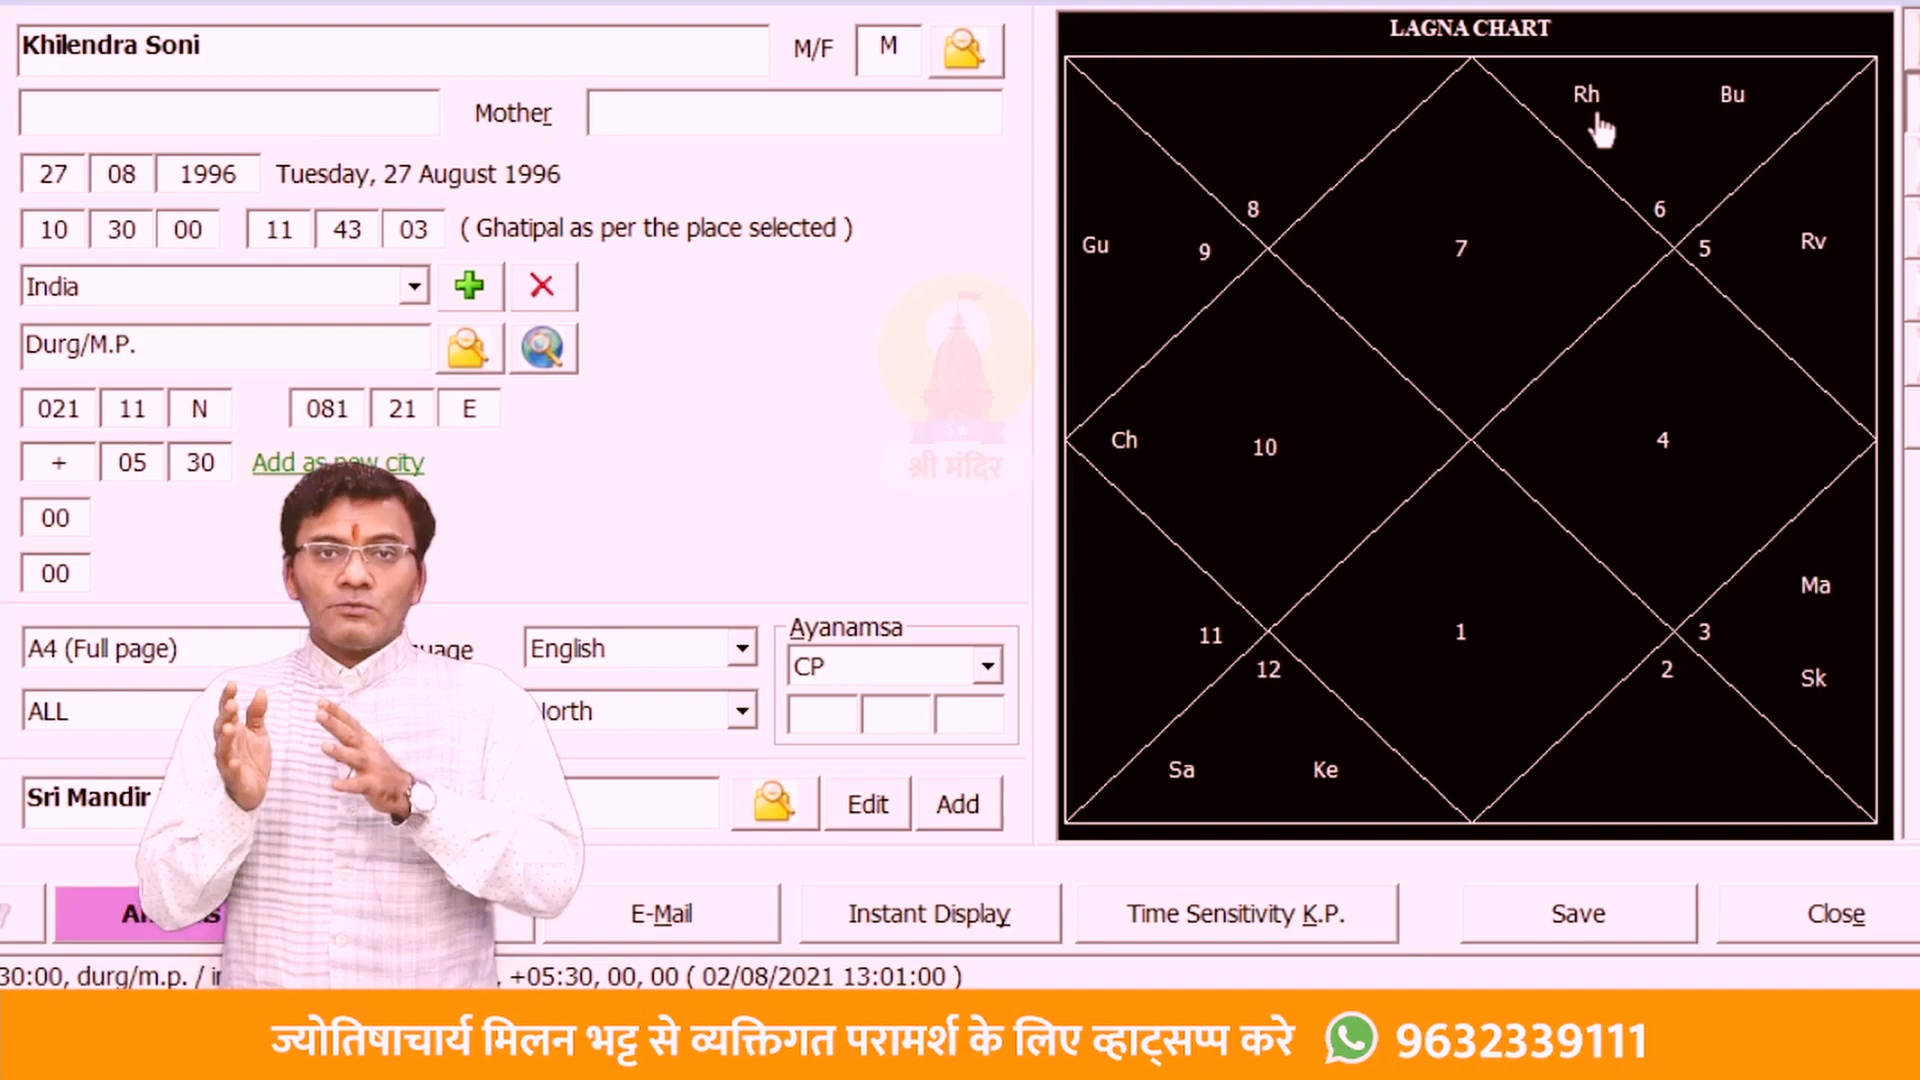 Khilendra Soni
M/F
M
Mother
27 08 1996 Tuesday, 27 August 1996
10 30 00 11 43 03 ( Ghatipal as per the place selected )
India
Durg/M.P.
021 11 N 081 21 E
+ 05 30 Add as new city
00
00
A4 (Full page)
uage
English
Ayanamsa
CP
ALL
orth
Sri Mandir
Edit
Add
श्री मंदिर
LAGNA CHART
Rh
Bu
8
6
Gu
9
7
5
Rv
Ch
10
4
Ma
11
1
3
12
2
Sk
Sa
Ke
E-Mail
Instant Display
Time Sensitivity K.P.
Save
Close
30:00, durg/m.p. / i
, +05:30, 00, 00 ( 02/08/2021 13:01:00 )
ज्योतिषाचार्य मिलन भट्ट से व्यक्तिगत परामर्श के लिए व्हाट्सप्प करे 9632339111